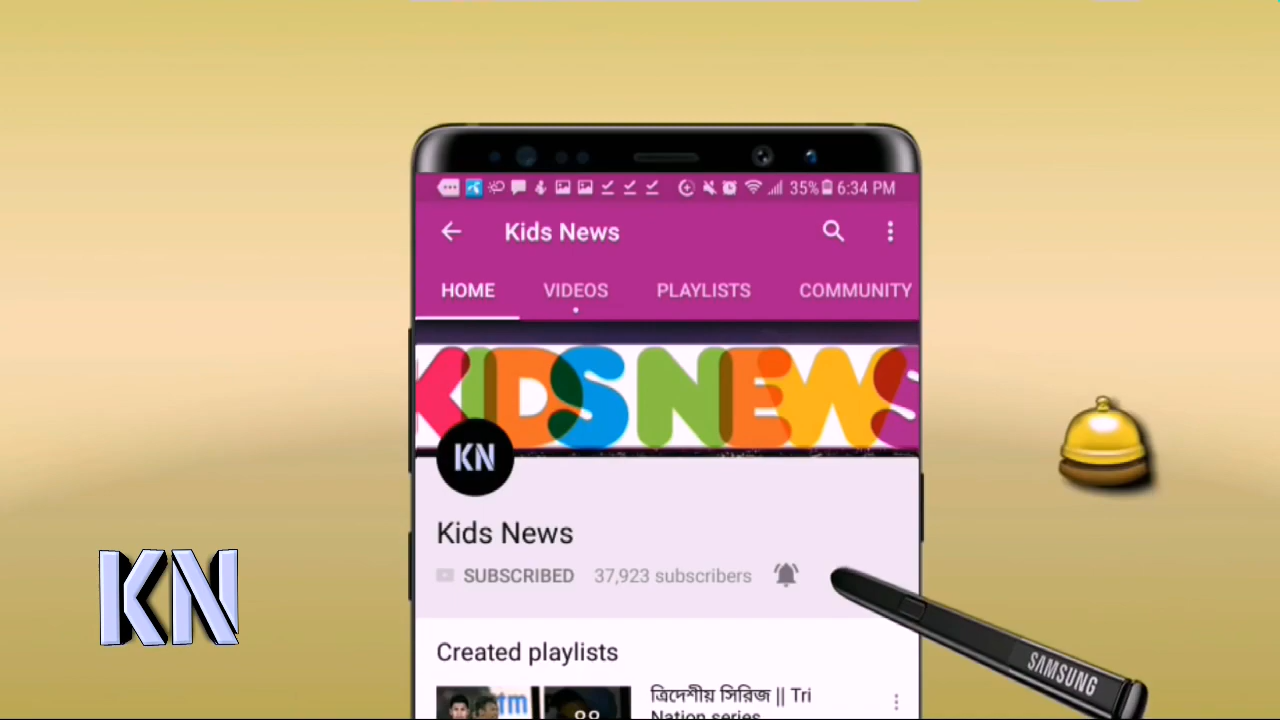 35% 6:34 PM
Kids News
HOME VIDEOS PLAYLISTS COMMUNITY
KIDS NEWS
KN
Kids News
SUBSCRIBED 37,923 subscribers
KN
SAMSUNG
Created playlists
ত্রিদেশীয় সিরিজ || Tri
Nation series